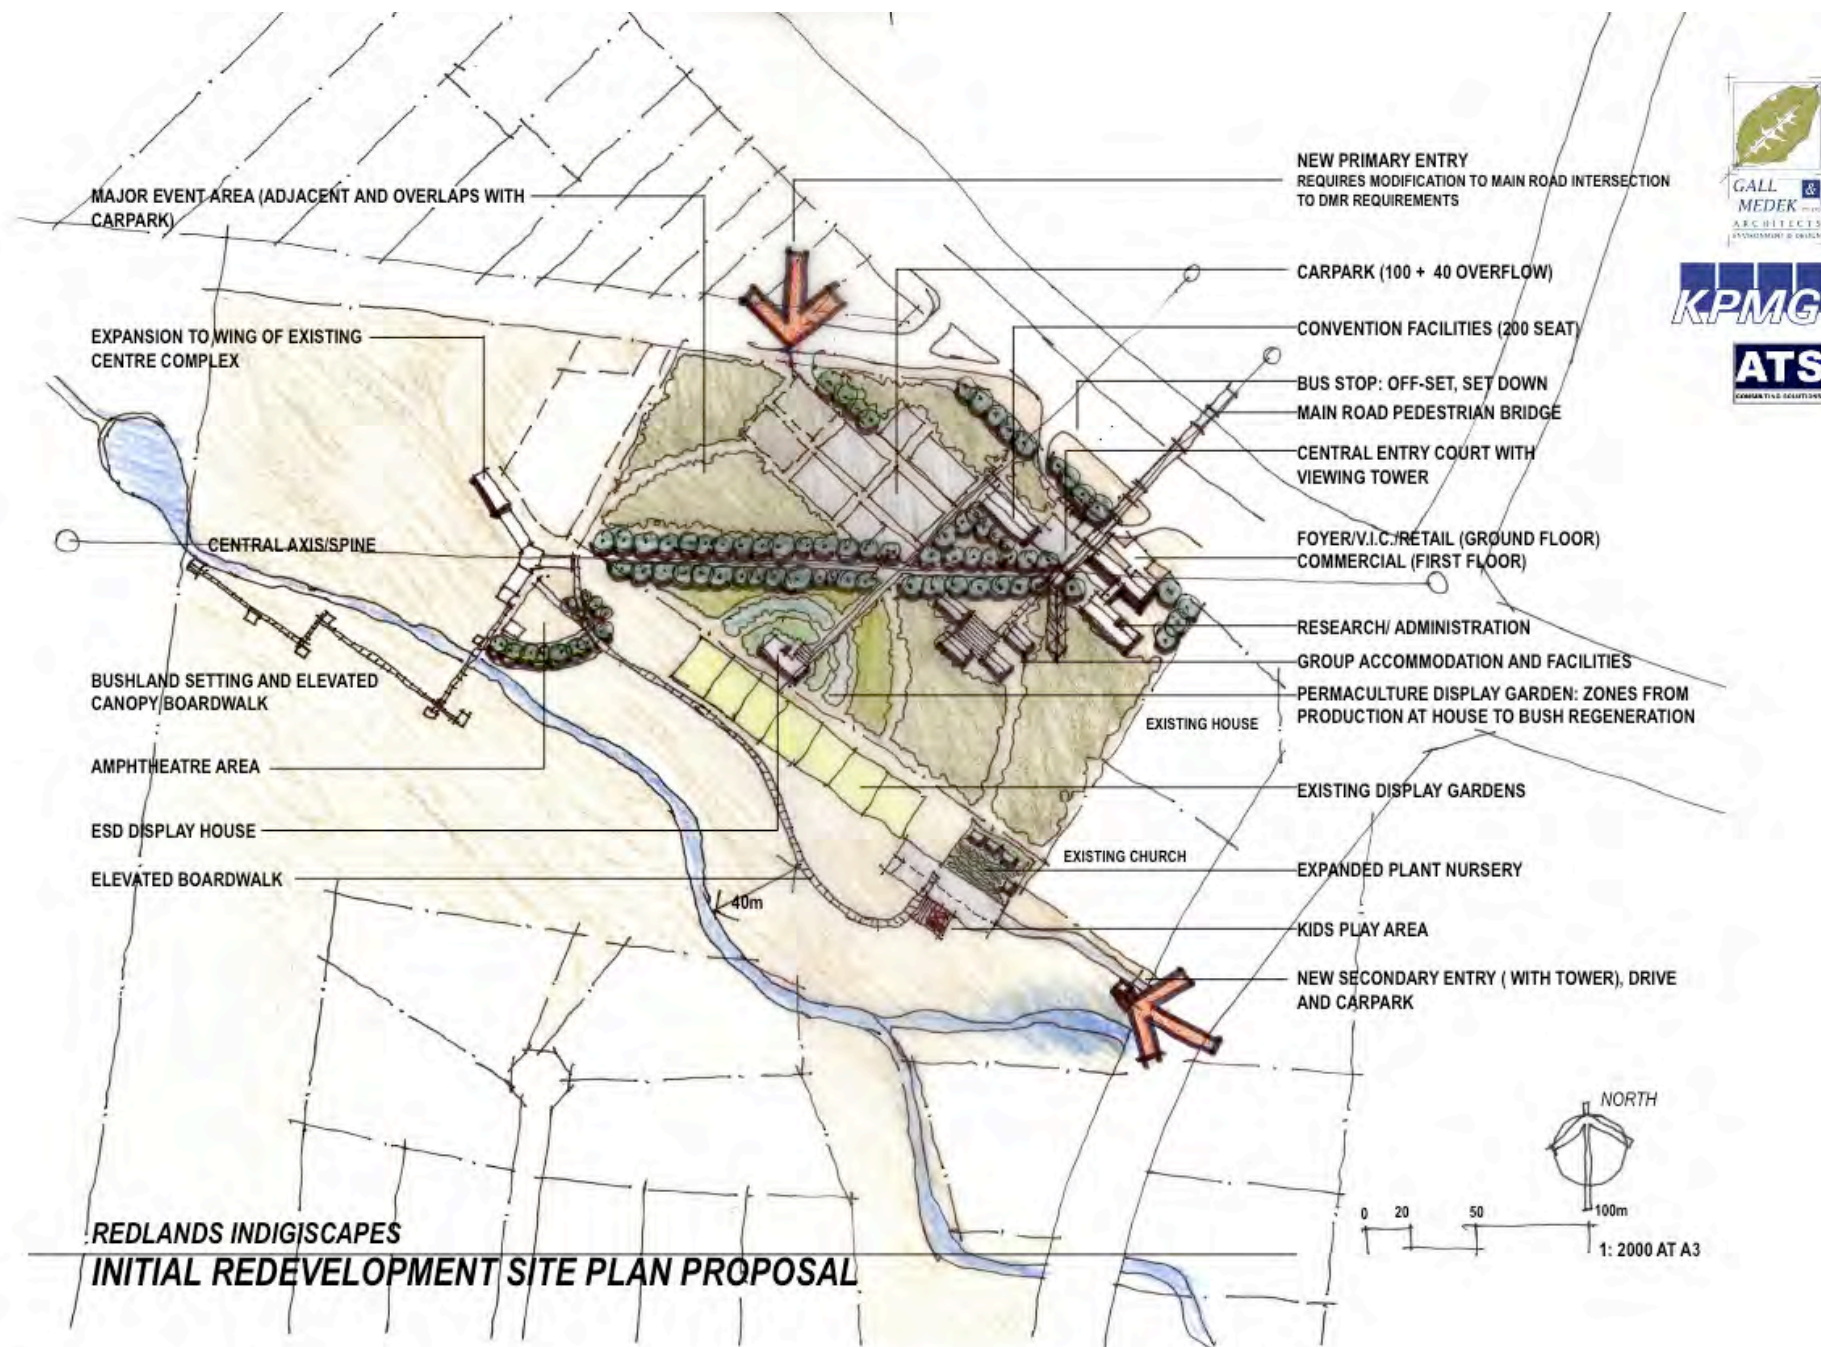 MAJOR EVENT AREA (ADJACENT AND OVERLAPS WITH
CARPARK)
EXPANSION TO WING OF EXISTING
CENTRE COMPLEX
CENTRAL AXIS/SPINE
BUSHLAND SETTING AND ELEVATED
CANOPY BOARDWALK
AMPHTHEATRE AREA
ESD DISPLAY HOUSE
ELEVATED BOARDWALK
40m
NEW PRIMARY ENTRY
REQUIRES MODIFICATION TO MAIN ROAD INTERSECTION
TO DMR REQUIREMENTS
CARPARK (100 + 40 OVERFLOW)
CONVENTION FACILITIES (200 SEAT)
BUS STOP: OFF-SET, SET DOWN
MAIN ROAD PEDESTRIAN BRIDGE
CENTRAL ENTRY COURT WITH
VIEWING TOWER
FOYER/V.I.C./RETAIL (GROUND FLOOR)
COMMERCIAL (FIRST FLOOR)
RESEARCH/ ADMINISTRATION
GROUP ACCOMMODATION AND FACILITIES
PERMACULTURE DISPLAY GARDEN: ZONES FROM
PRODUCTION AT HOUSE TO BUSH REGENERATION
EXISTING HOUSE
EXISTING DISPLAY GARDENS
EXISTING CHURCH
EXPANDED PLANT NURSERY
KIDS PLAY AREA
NEW SECONDARY ENTRY ( WITH TOWER), DRIVE
AND CARPARK
GALL &
MEDEK
ARCHITECTS
ENVIRONMENT & DESIGN
KPMG
ATS
CONSULTING SOLUTIONS
NORTH
0 20 50 100m
1: 2000 AT A3
REDLANDS INDIGISCAPES
INITIAL REDEVELOPMENT SITE PLAN PROPOSAL